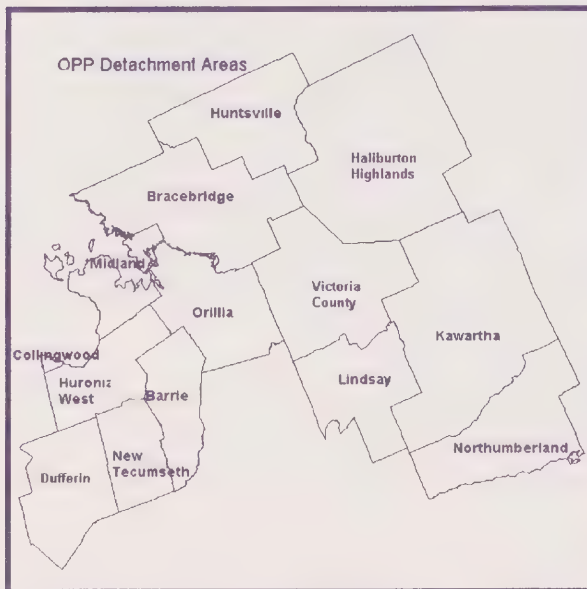 OPP Detachment Areas
Huntsville
Haliburton
Highlands
Bracebridge
Midland
Victoria
County
Orillia
Kawartha
Collingwood
Huronia
West
Barrie
Lindsay
Northumberland
New
Tecumseth
Dufferin